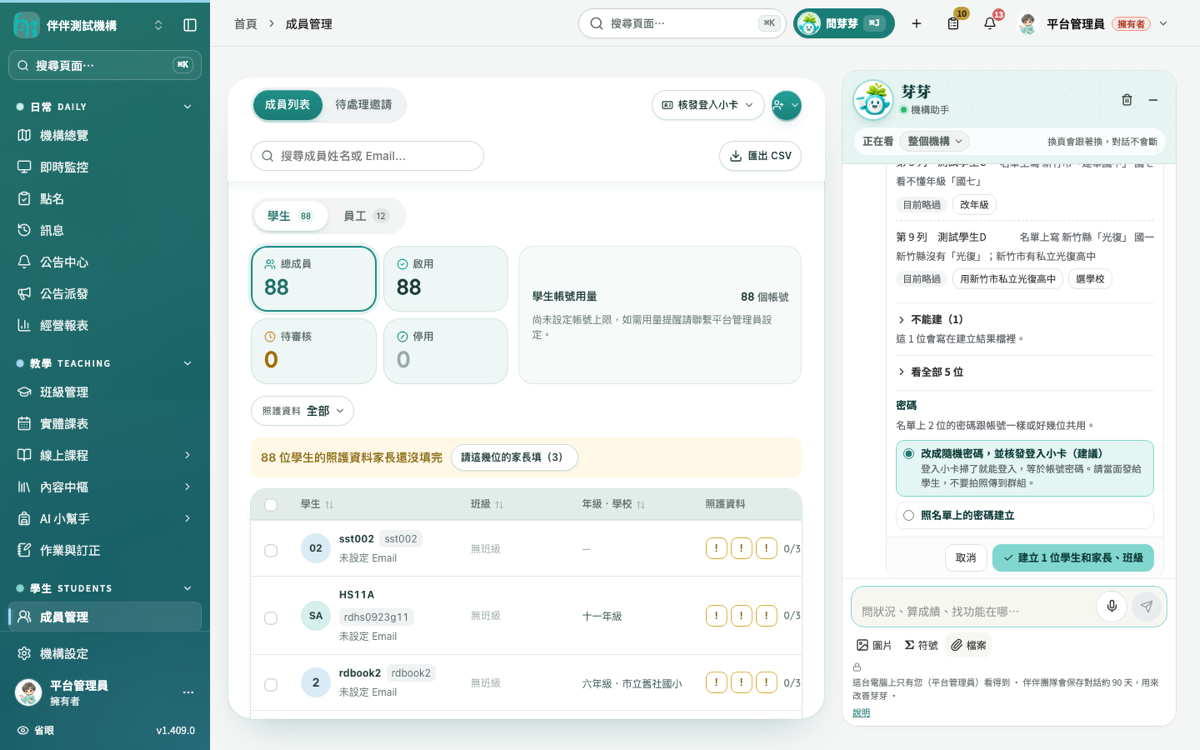 伴伴測試機構
搜尋頁面⋯ ⌘K
日常 DAILY
機構總覽
即時監控
點名
訊息
公告中心
公告派發
經營報表
教學 TEACHING
班級管理
實體課表
線上課程
內容中樞
AI 小幫手
作業與訂正
學生 STUDENTS
成員管理
機構設定
平台管理員
擁有者
省眼 v1.409.0
首頁 成員管理
搜尋頁面⋯ ⌘K
問芽芽 ⌘J
10
13
平台管理員 擁有者
成員列表 待處理邀請
核發登入小卡
搜尋成員姓名或 Email...
匯出 CSV
學生 88 員工 12
總成員
88
啟用
88
待審核
0
停用
0
學生帳號用量 88 個帳號
尚未設定帳號上限，如需用量提醒請聯繫平台管理員設
定。
照護資料 全部
88 位學生的照護資料家長還沒填完 請這幾位的家長填（3）
學生 班級 年級 · 學校 照護資料
02 sst002 sst002 無班級 — ! ! ! 0/3
未設定 Email
SA HS11A 無班級 十一年級 ! ! ! 0/3
rdhs0923g11
未設定 Email
2 rdbook2 rdbook2 無班級 六年級 · 市立舊社國小 ! ! ! 0/3
未設定 Email
芽芽
機構助手
正在看 整個機構 換頁會跟著換，對話不會斷
看不懂年級「國七」
目前略過 改年級
第 9 列 測試學生D 名單上寫 新竹縣「光復」 國一
新竹縣沒有「光復」；新竹市有私立光復高中
目前略過 用新竹市私立光復高中 選學校
不能建（1）
這 1 位會寫在建立結果檔裡。
看全部 5 位
密碼
名單上 2 位的密碼跟帳號一樣或好幾位共用。
改成隨機密碼，並核發登入小卡（建議）
登入小卡掃了就能登入，等於帳號密碼。請當面發給
學生，不要拍照傳到群組。
照名單上的密碼建立
取消 建立 1 位學生和家長、班級
問狀況、算成績、找功能在哪⋯
圖片 Σ 符號 檔案
這台電腦上只有您（平台管理員）看得到 · 伴伴團隊會保存對話約 90 天，用來
改善芽芽 ·
說明